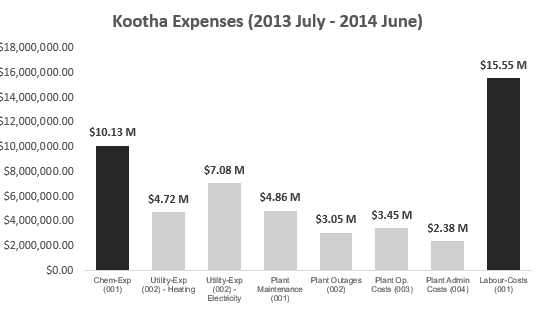 Kootha Expenses (2013 July - 2014 June)
$18,000,000.00
$16,000,000.00
$14,000,000.00
$12,000,000.00
$10,000,000.00
$8,000,000.00
$6,000,000.00
$4,000,000.00
$2,000,000.00
$0.00
$10.13 M
$4.72 M
$7.08 M
$4.86 M
$3.05 M
$3.45 M
$2.38 M
$15.55 M
Chem-Exp
(001)
Utility-Exp
(002) - Heating
Utility-Exp
(002) -
Electricity
Plant
Maintenance
(001)
Plant Outages
(002)
Plant Op.
Costs (003)
Plant Admin
Costs (004)
Labour-Costs
(001)